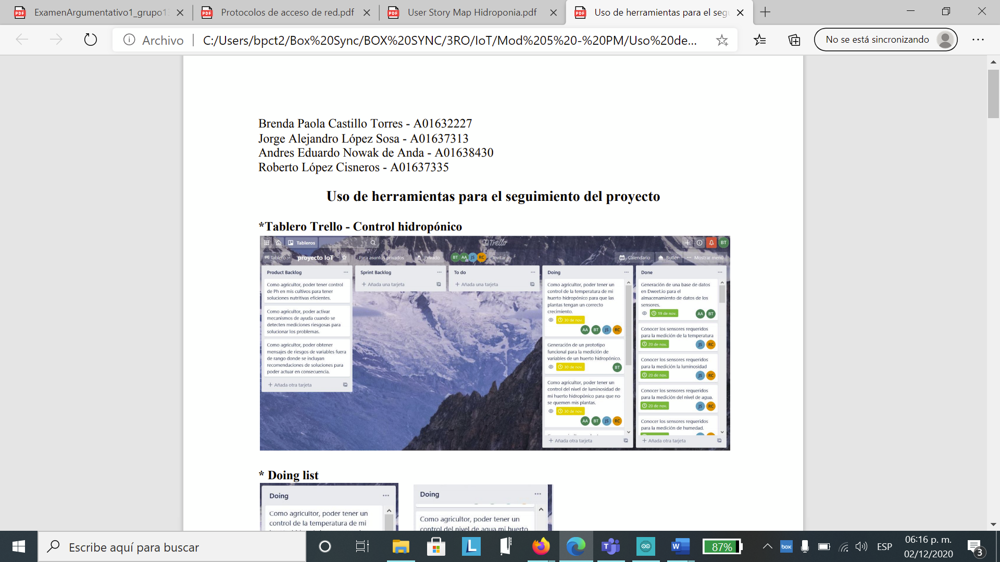 ExamenArgumentativo1_grupo1
Protocolos de acceso de red.pdf
User Story Map Hidroponia.pdf
Uso de herramientas para el seg
Archivo
C:/Users/bpct2/Box%20Sync/BOX%20SYNC/3RO/IoT/Mod%205%20-%20PM/Uso%20de...
No se está sincronizando
Brenda Paola Castillo Torres - A01632227
Jorge Alejandro López Sosa - A01637313
Andres Eduardo Nowak de Anda - A01638430
Roberto López Cisneros - A01637335
Uso de herramientas para el seguimiento del proyecto
*Tablero Trello - Control hidropónico
Tableros
Trello
BT
Tablero
proyecto IoT
Para asuntos privados
Privado
BT AA JS RC
Invitar
Calendario
Butler
Mostrar menú
Product Backlog
Como agricultor, poder tener control
de Ph en mis cultivos para tener
soluciones nutritivas eficientes.
Como agricultor, poder activar
mecanismos de ayuda cuando se
detecten mediciones riesgosas para
solucionar los problemas.
Como agricultor, poder obtener
mensajes de riesgos de variables fuera
de rango donde se incluyan
recomendaciones de soluciones para
poder actuar en consecuencia.
+ Añada otra tarjeta
Sprint Backlog
+ Añada una tarjeta
To do
+ Añada una tarjeta
Doing
Como agricultor, poder tener un
control de la temperatura de mi
huerto hidropónico para que las
plantas tengan un correcto
crecimiento.
30 de nov.
AA BT JS RC
Generación de un prototipo
funcional para la medición de
variables de un huerto hidropónico.
30 de nov.
BT
Como agricultor, poder tener un
control del nivel de luminosidad de
mi huerto hidropónico para que no
se quemen mis plantas.
30 de nov.
AA BT JS RC
+ Añada otra tarjeta
Done
Generación de una base de datos
en Dweet.io para el
almacenamiento de datos de los
sensores.
19 de nov.
AA BT
Conocer los sensores requeridos
para la medición de la temperatura
20 de nov.
JS RC
Conocer los sensores requeridos
para la medición la luminosidad
20 de nov.
JS RC
Conocer los sensores requeridos
para la medición del nivel de agua.
20 de nov.
JS RC
Conocer los sensores requeridos
para la medición de humedad.
+ Añada otra tarjeta
* Doing list
Doing
Como agricultor, poder tener un
control de la temperatura de mi
Doing
Como agricultor, poder tener un
control del nivel de agua mi huerto
Escribe aquí para buscar
87%
box
ESP
06:16 p. m.
02/12/2020
3